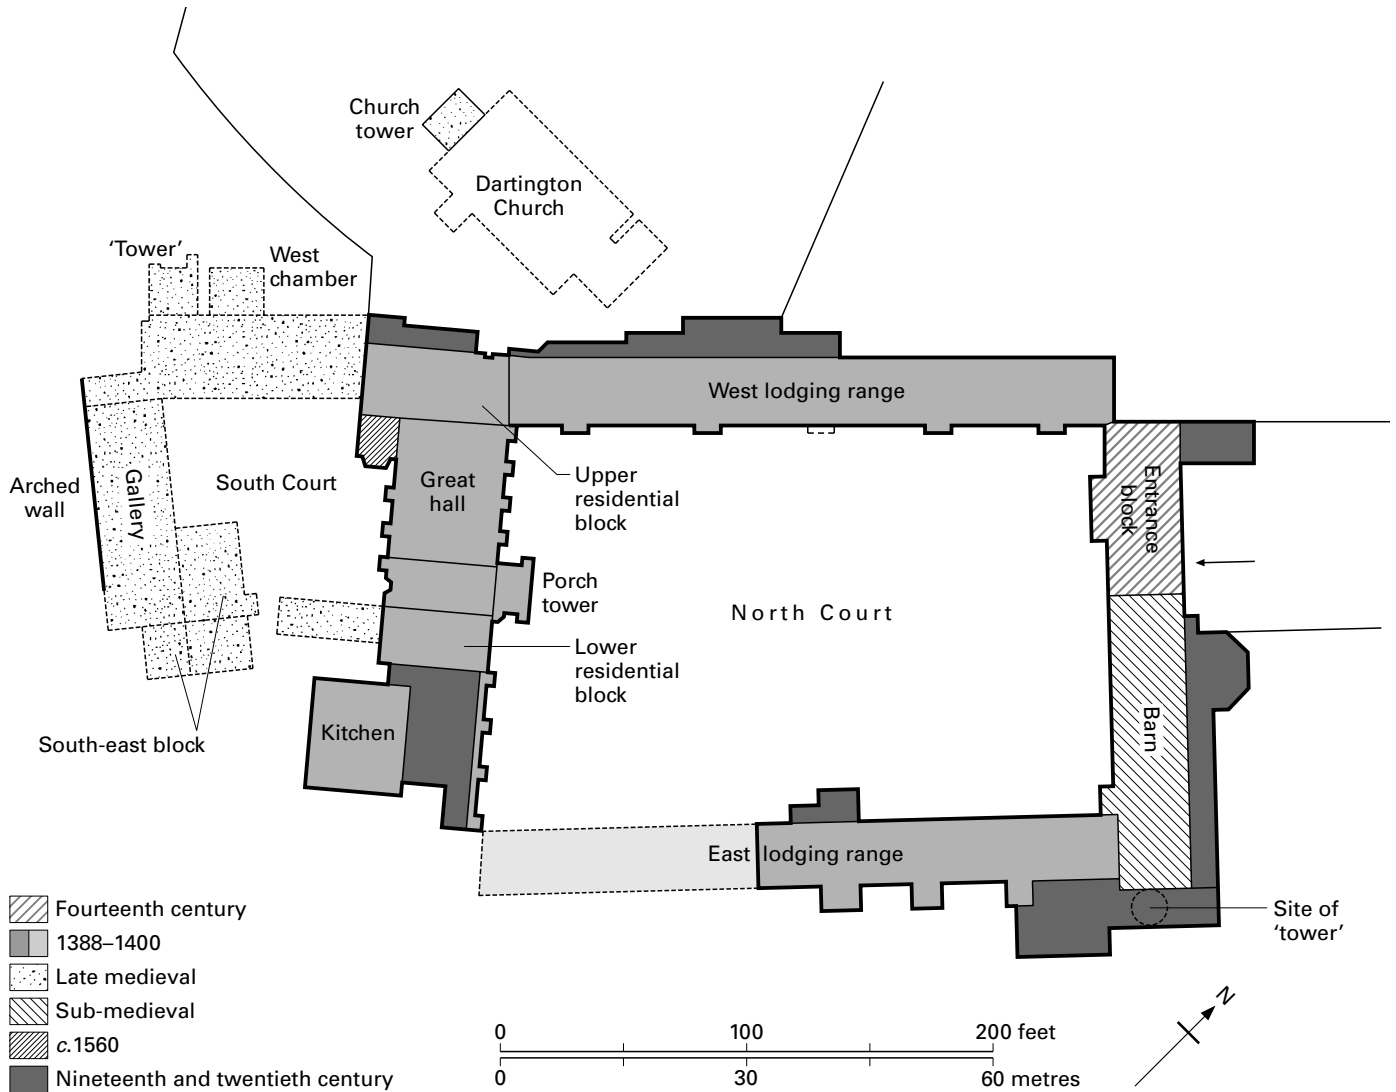 Church
tower
Dartington
Church
'Tower'
West
chamber
West lodging range
Arched
wall
Gallery
South Court
Great
hall
Upper
residential
block
Entrance
block
Porch
tower
North Court
Lower
residential
block
South-east block
Kitchen
Barn
East lodging range
Site of
'tower'
Fourteenth century
1388–1400
Late medieval
Sub-medieval
c.1560
Nineteenth and twentieth century
0 100 200 feet
0 30 60 metres
N